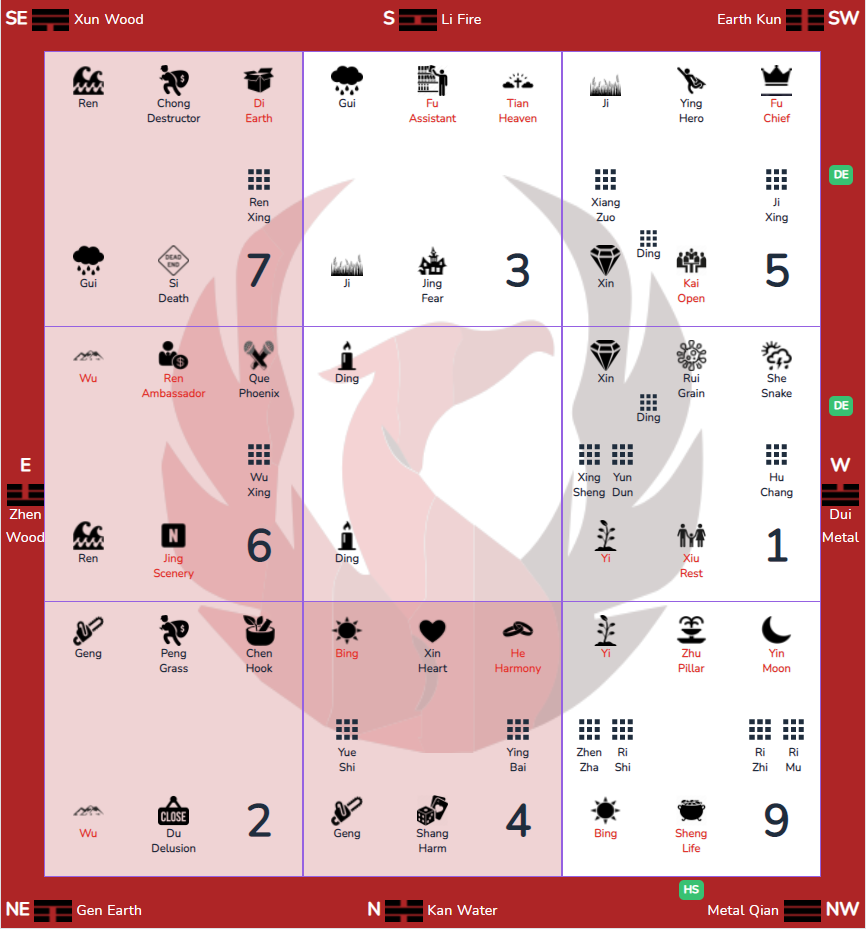 SE Xun Wood
S Li Fire
Earth Kun SW
Ren
Chong
Destructor
Di
Earth
Ren
Xing
Gui
DEAD
END
Si
Death
7
Gui
Fu
Assistant
Tian
Heaven
Ji
Jing
Fear
3
Ji
Ying
Hero
Fu
Chief
Xiang
Zuo
Ji
Xing
Ding
Xin
Kai
Open
5
DE
Wu
Ren
Ambassador
Que
Phoenix
Wu
Xing
Ren
N
Jing
Scenery
6
Ding
Ding
Xin
Rui
Grain
She
Snake
Ding
Xing
Sheng
Yun
Dun
Hu
Chang
Yi
Xiu
Rest
1
DE
E
Zhen
Wood
W
Dui
Metal
Geng
Peng
Grass
Chen
Hook
Wu
CLOSE
Du
Delusion
2
Bing
Xin
Heart
He
Harmony
Yue
Shi
Ying
Bai
Geng
Shang
Harm
4
Yi
Zhu
Pillar
Yin
Moon
Zhen
Zha
Ri
Shi
Ri
Zhi
Ri
Mu
Bing
Sheng
Life
9
HS
NE Gen Earth
N Kan Water
Metal Qian NW